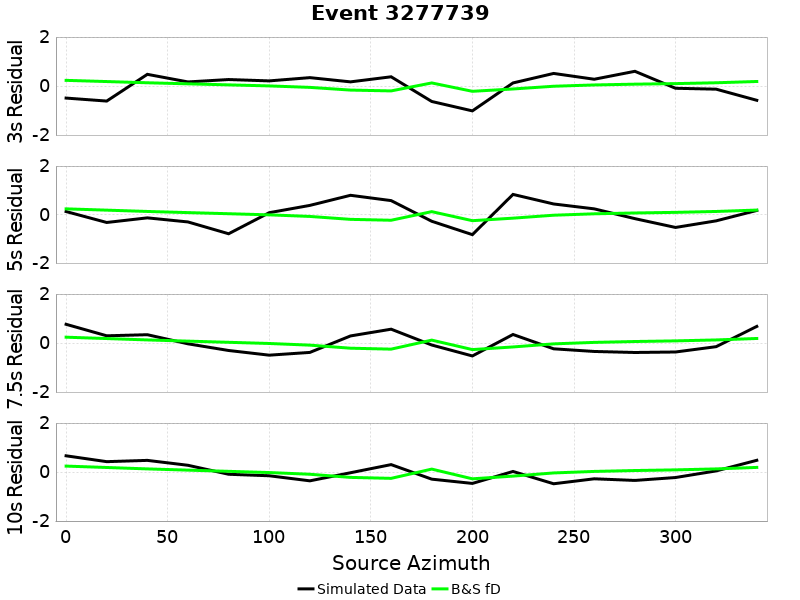 Event 3277739
3s Residual
2
0
-2
5s Residual
2
0
-2
7.5s Residual
2
0
-2
10s Residual
2
0
-2
0 50 100 150 200 250 300
Source Azimuth
Simulated Data B&S fD